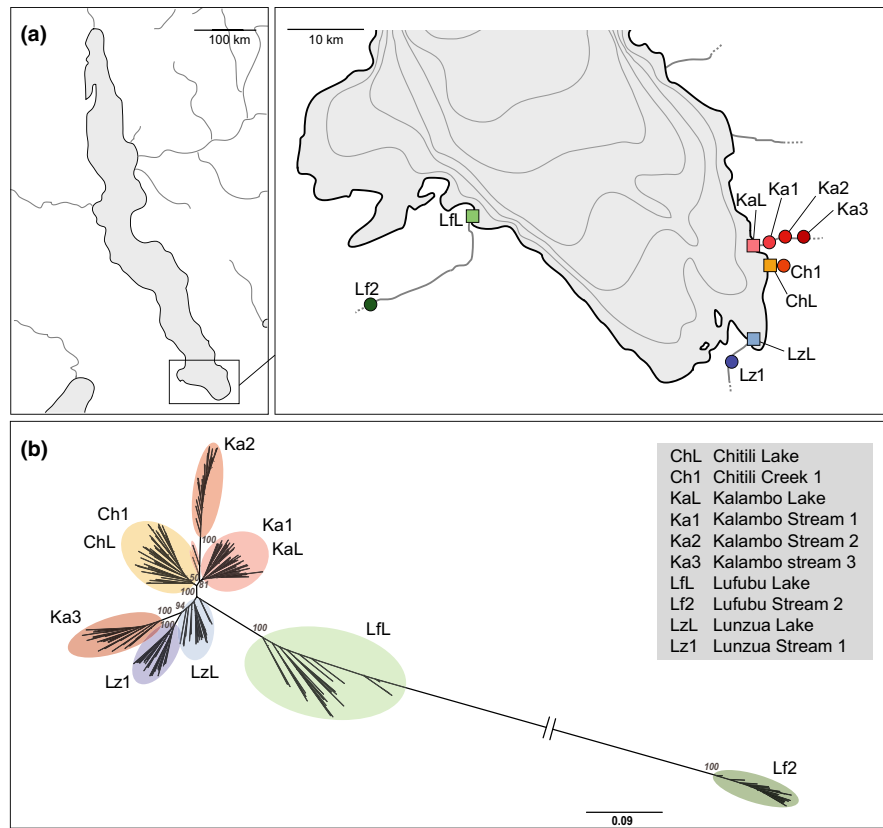 (a)
100 km
10 km
LfL
Lf2
KaL
Ka1
Ka2
Ka3
Ch1
ChL
LzL
Lz1
(b)
Ka2
Ch1
ChL
Ka1
KaL
100
50
81
100
94
100
100
Ka3
Lz1
LzL
100
LfL
100
Lf2
0.09
ChL Chitili Lake
Ch1 Chitili Creek 1
KaL Kalambo Lake
Ka1 Kalambo Stream 1
Ka2 Kalambo Stream 2
Ka3 Kalambo stream 3
LfL Lufubu Lake
Lf2 Lufubu Stream 2
LzL Lunzua Lake
Lz1 Lunzua Stream 1